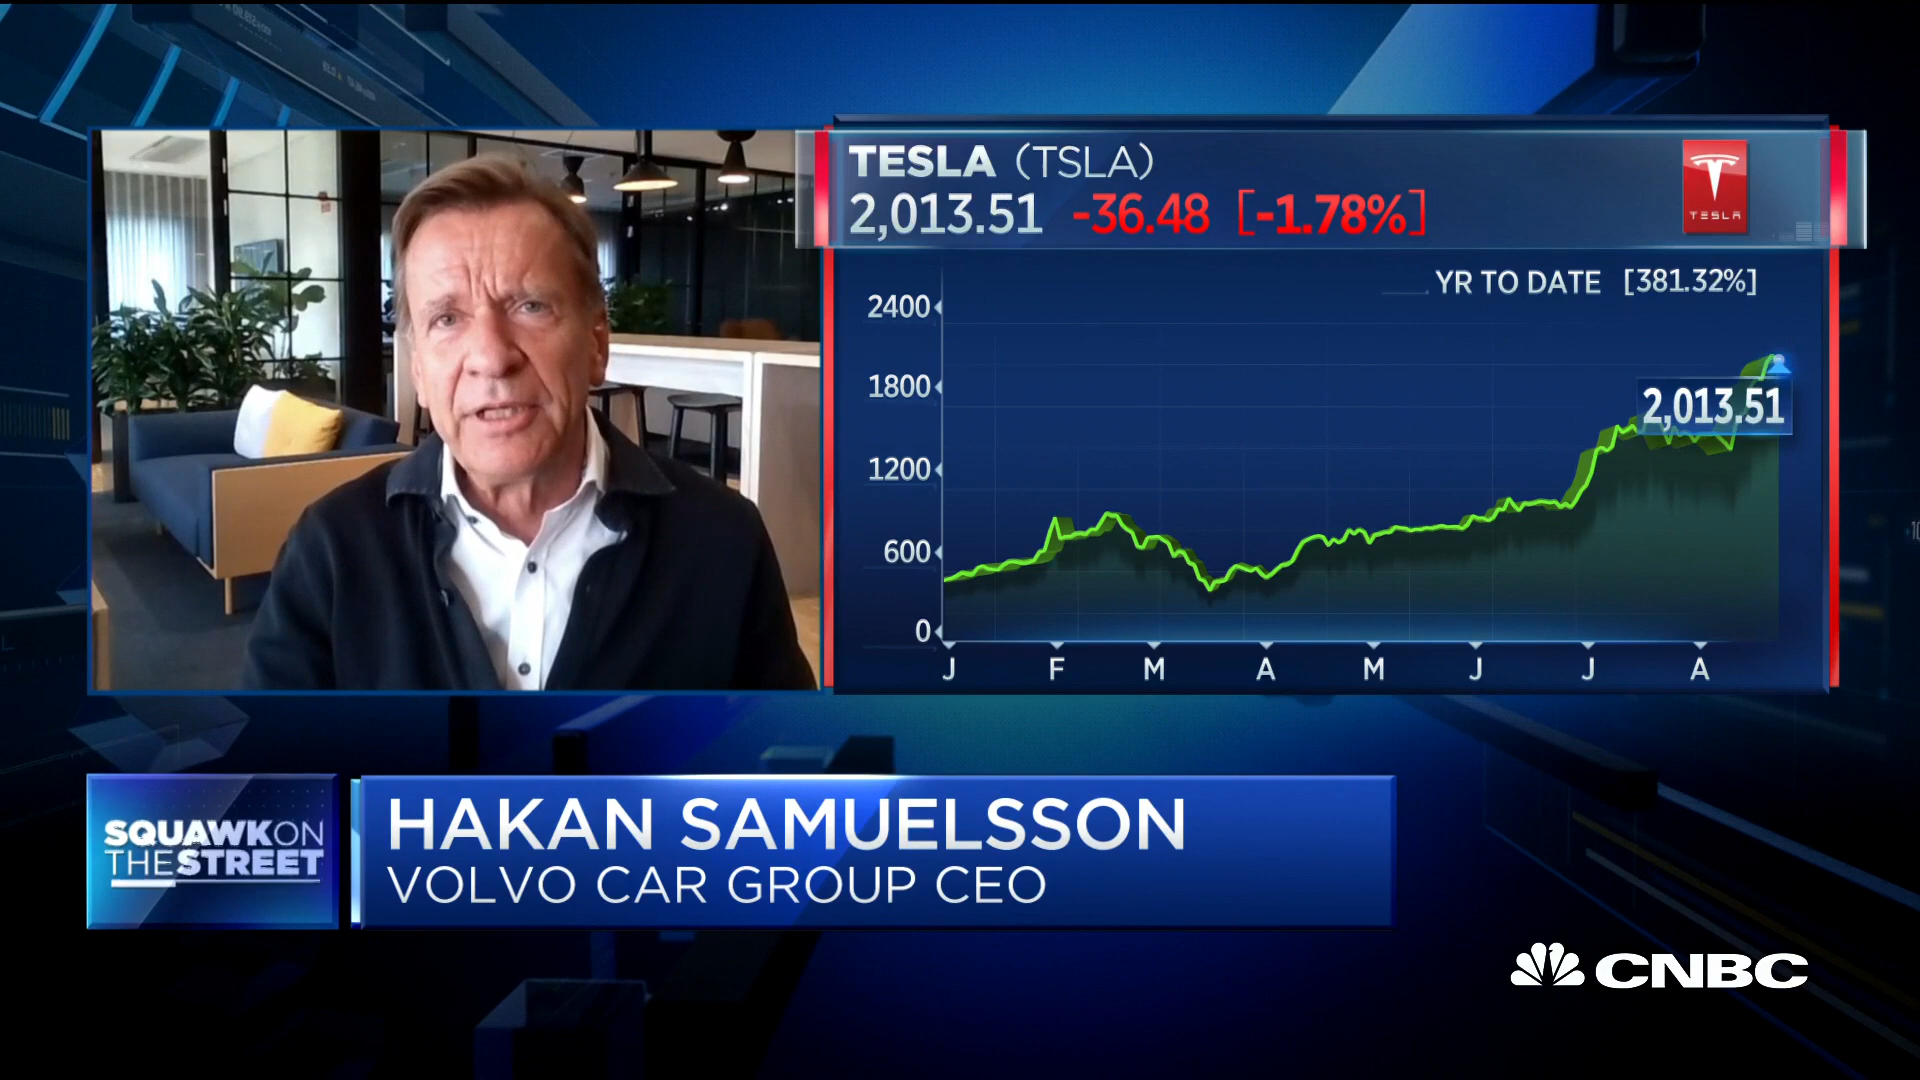 TESLA (TSLA)
2,013.51 -36.48 [-1.78%]
TESLA
YR TO DATE [381.32%]
2400
1800
1200
600
0
2,013.51
J F M A M J J A
SQUAWK ON
THE STREET
HAKAN SAMUELSSON
VOLVO CAR GROUP CEO
CNBC